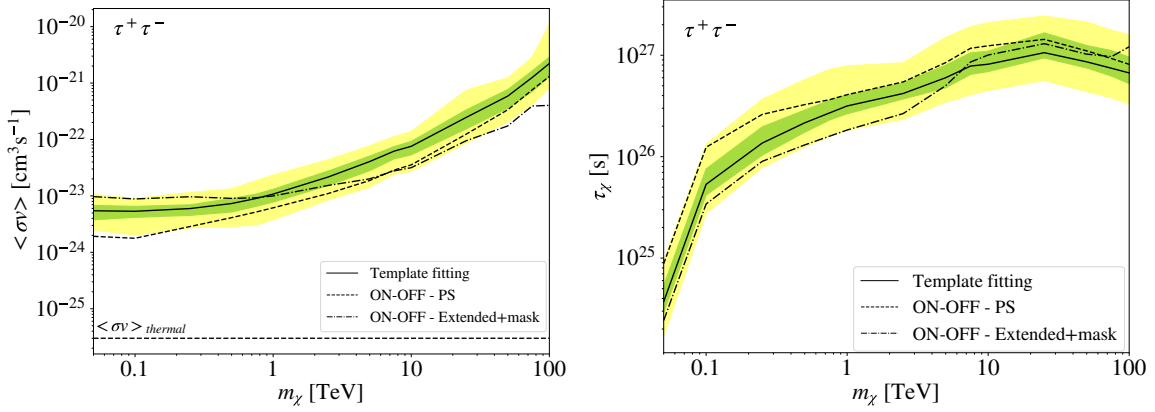 τ⁺τ⁻
10⁻²⁰
10⁻²¹
10⁻²²
10⁻²³
10⁻²⁴
10⁻²⁵
< σv > [cm³s⁻¹]
Template fitting
ON-OFF - PS
ON-OFF - Extended+mask
< σv > thermal
0.1 1 10 100
mχ [TeV]
τ⁺τ⁻
10²⁷
10²⁶
10²⁵
τχ [s]
Template fitting
ON-OFF - PS
ON-OFF - Extended+mask
0.1 1 10 100
mχ [TeV]